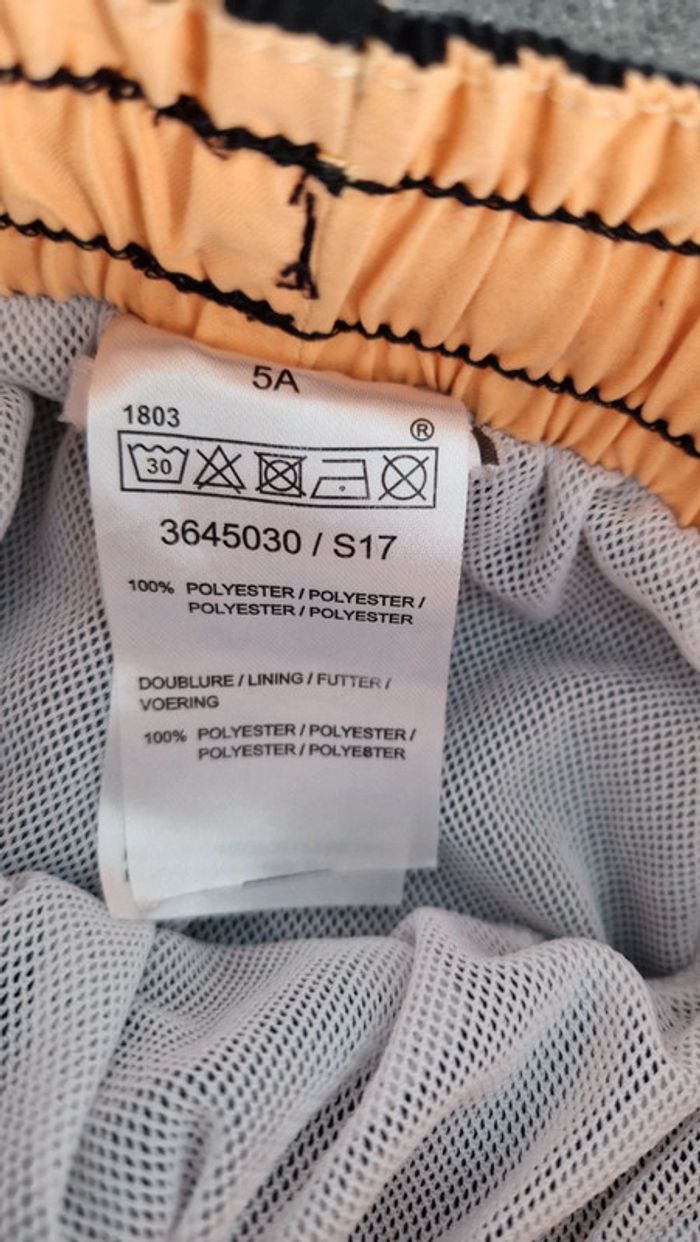 5A
1803
®
30
3645030 / S17
100% POLYESTER / POLYESTER /
POLYESTER / POLYESTER
DOUBLURE / LINING / FUTTER /
VOERING
100% POLYESTER / POLYESTER /
POLYESTER / POLYESTER